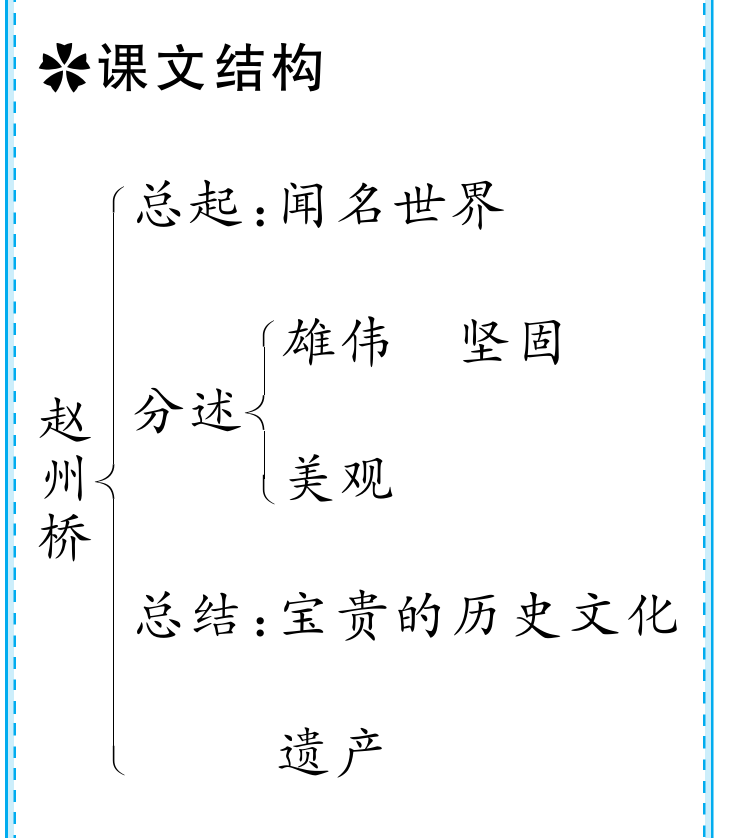 课文结构
总起：闻名世界
雄伟 坚固
分述
美观
赵州桥
总结：宝贵的历史文化
遗产